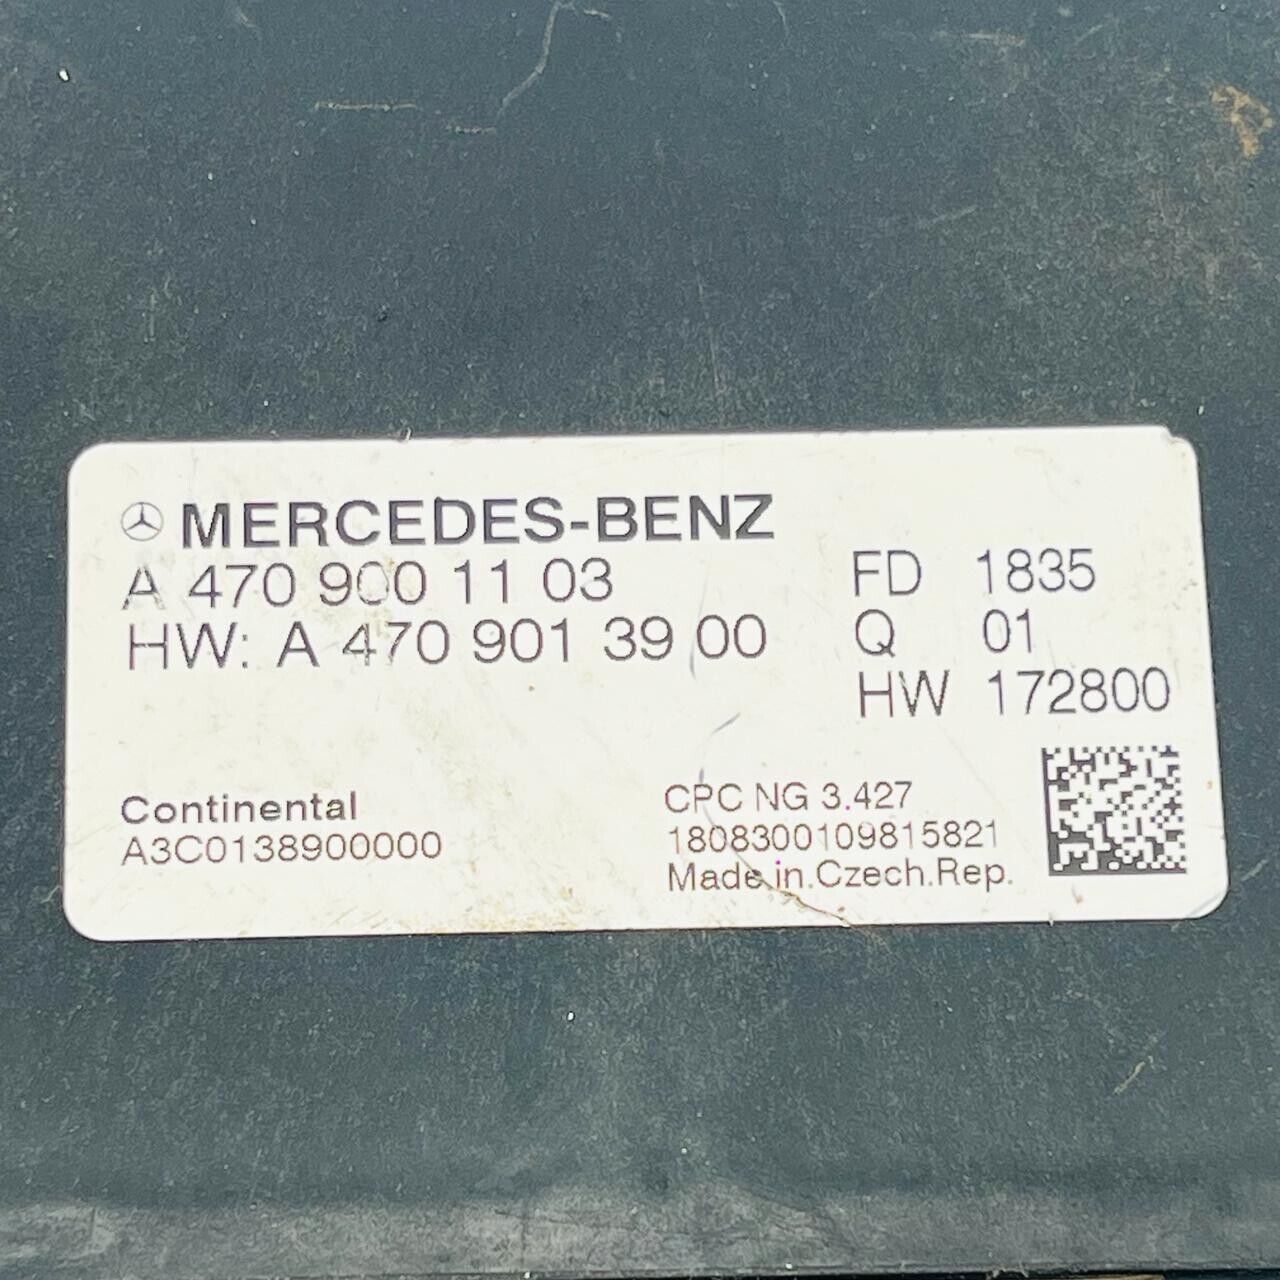 MERCEDES-BENZ
A 470 900 11 03
HW: A 470 901 39 00
FD 1835
Q 01
HW 172800
Continental
A3C0138900000
CPC NG 3.427
1808300109815821
Made.in.Czech.Rep.